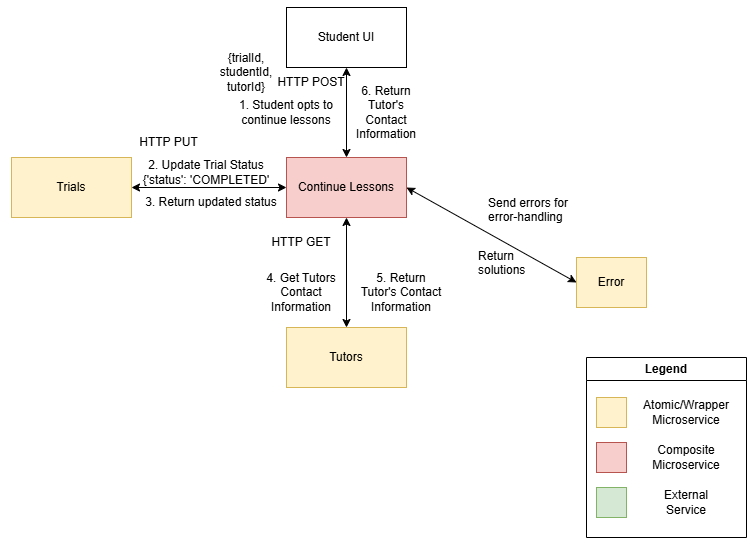 Student UI
{trialId,
studentId,
tutorId}
HTTP POST
1. Student opts to
continue lessons
6. Return
Tutor's
Contact
Information
HTTP PUT
2. Update Trial Status
{'status': 'COMPLETED'
3. Return updated status
Trials
Continue Lessons
Send errors for
error-handling
Return
solutions
Error
HTTP GET
4. Get Tutors
Contact
Information
5. Return
Tutor's Contact
Information
Tutors
Legend
Atomic/Wrapper
Microservice
Composite
Microservice
External
Service